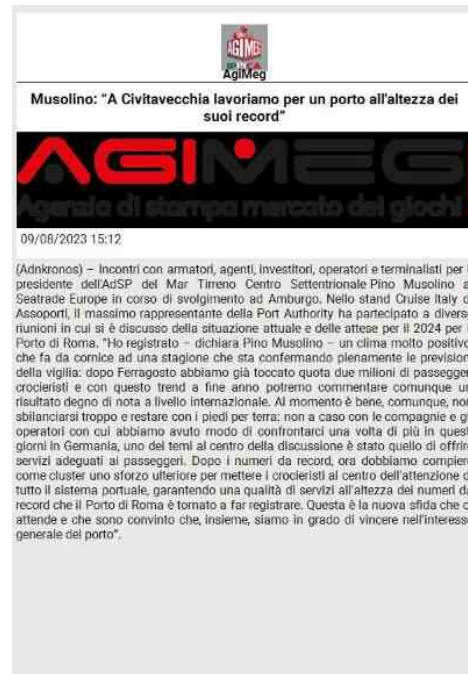 AGIMEG
AgiMeg
Musolino: “A Civitavecchia lavoriamo per un porto all'altezza dei
suoi record”
AGIMEG
Agenzia di stampa mercato dei giochi
09/08/2023 15:12
(Adnkronos) – Incontri con armatori, agenti, investitori, operatori e terminalisti per
presidente dell'AdSP del Mar Tirreno Centro Settentrionale Pino Musolino a
Seatrade Europe in corso di svolgimento ad Amburgo. Nello stand Cruise Italy d
Assoporti, il massimo rappresentante della Port Authority ha partecipato a divers
riunioni in cui si è discusso della situazione attuale e delle attese per il 2024 per
Porto di Roma. “Ho registrato – dichiara Pino Musolino – un clima molto positivo
che fa da cornice ad una stagione che sta confermando pienamente le prevision
della vigilia: dopo Ferragosto abbiamo già toccato quota due milioni di passegger
crocieristi e con questo trend a fine anno potremo commentare comunque un
risultato degno di nota a livello internazionale. Al momento è bene, comunque, non
sbilanciarsi troppo e restare con i piedi per terra: non a caso con le compagnie e g
operatori con cui abbiamo avuto modo di confrontarci una volta di più in quest
giorni in Germania, uno dei temi al centro della discussione è stato quello di offrire
servizi adeguati ai passeggeri. Dopo i numeri da record, ora dobbiamo compiere
come cluster uno sforzo ulteriore per mettere i crocieristi al centro dell'attenzione d
tutto il sistema portuale, garantendo una qualità di servizi all'altezza dei numeri da
record che il Porto di Roma è tornato a far registrare. Questa è la nuova sfida che c
attende e che sono convinto che, insieme, siamo in grado di vincere nell'interesse
generale del porto”.